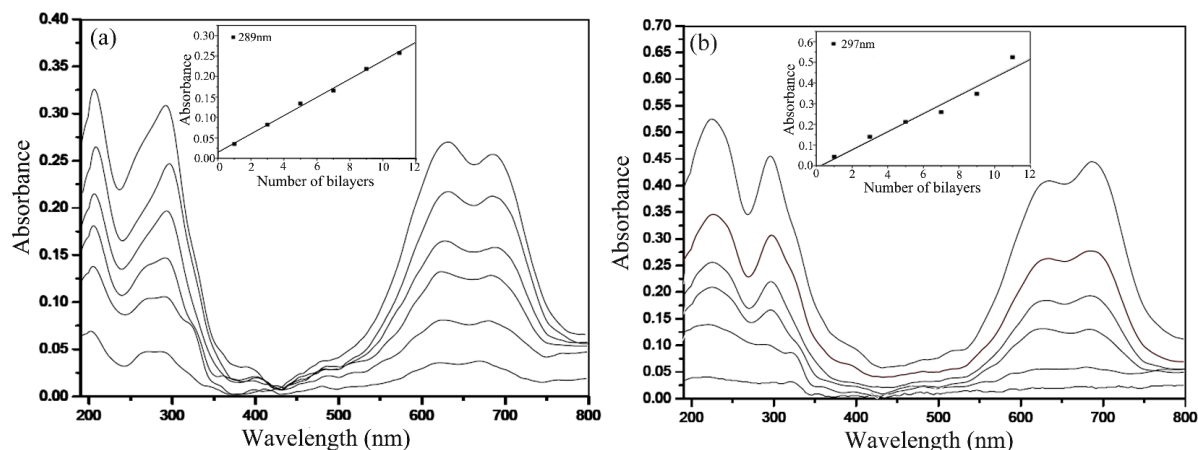 (a)
289nm
0.30
0.25
0.20
0.15
0.10
0.05
0.00
Absorbance
0 2 4 6 8 10 12
Number of bilayers
0.40
0.35
0.30
0.25
0.20
0.15
0.10
0.05
0.00
Absorbance
200 300 400 500 600 700 800
Wavelength (nm)
(b)
297nm
0.6
0.5
0.4
0.3
0.2
0.1
0.0
Absorbance
0 2 4 6 8 10 12
Number of bilayers
0.70
0.65
0.60
0.55
0.50
0.45
0.40
0.35
0.30
0.25
0.20
0.15
0.10
0.05
0.00
Absorbance
200 300 400 500 600 700 800
Wavelength (nm)